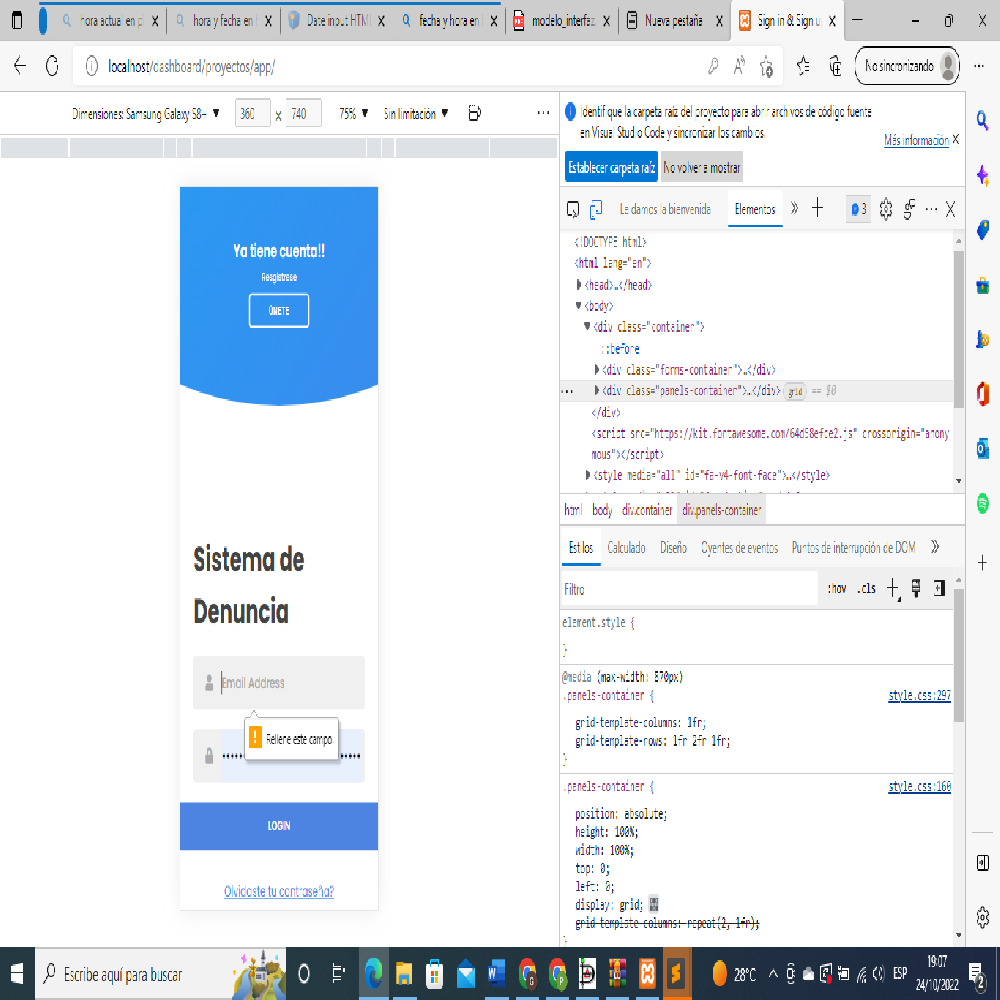 hora actual en p
hora y fecha en h
Date input HTML
fecha y hora en
modelo_interfaz
Nueva pestaña
Sign in & Sign u
localhost/dashboard/proyectos/app/
No sincronizando
Dimensiones: Samsung Galaxy S8+ ▼ 360 x 740 75% ▼ Sin limitación ▼
Ya tiene cuenta!!
Resgistrese
ÚNETE
Sistema de
Denuncia
Email Address
Rellene este campo.
LOGIN
Olvidaste tu contraseña?
Identifique la carpeta raíz del proyecto para abrir archivos de código fuente
en Visual Studio Code y sincronizar los cambios.
Más información
Establecer carpeta raíz No volver a mostrar
Le damos la bienvenida Elementos 3
<!DOCTYPE html>
<html lang="en">
<head>…</head>
<body>
<div class="container">
::before
<div class="forms-container">…</div>
<div class="panels-container">…</div> grid == $0
</div>
<script src="https://kit.fontawesome.com/64d58efce2.js" crossorigin="anony
mous"></script>
<style media="all" id="fa-v4-font-face">…</style>
html body div.container div.panels-container
Estilos Calculado Diseño Oyentes de eventos Puntos de interrupción de DOM
Filtro :hov .cls
element.style {
}
@media (max-width: 870px)
.panels-container { style.css:297
grid-template-columns: 1fr;
grid-template-rows: 1fr 2fr 1fr;
}
.panels-container { style.css:160
position: absolute;
height: 100%;
width: 100%;
top: 0;
left: 0;
display: grid;
grid-template-columns: repeat(2, 1fr);
}
Escribe aquí para buscar
28°C
ESP
19:07
24/10/2022
2